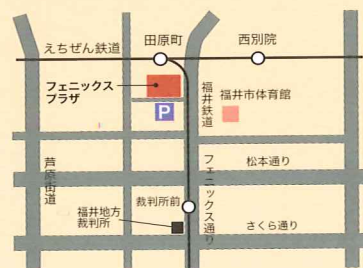 田原町
西別院
えちぜん鉄道
フェニックス
プラザ
P
福井鉄道
福井市体育館
芦原街道
フェニックス通り
松本通り
裁判所前
福井地方
裁判所
さくら通り